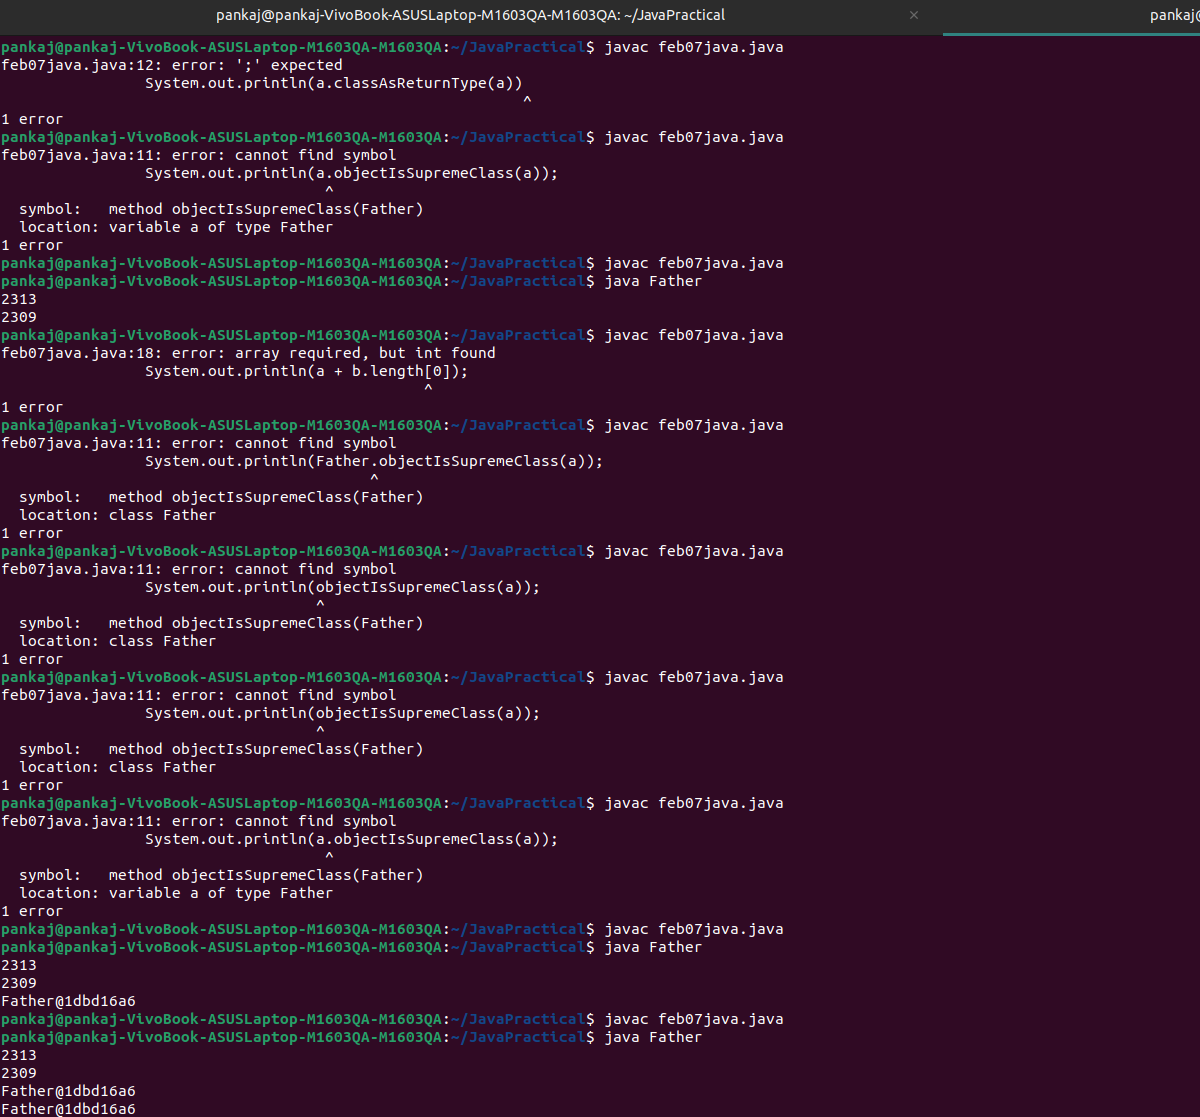 pankaj@pankaj-VivoBook-ASUSLaptop-M1603QA-M1603QA: ~/JavaPractical × pankaj@
pankaj@pankaj-VivoBook-ASUSLaptop-M1603QA-M1603QA:~/JavaPractical$ javac feb07java.java
feb07java.java:12: error: ';' expected
                System.out.println(a.classAsReturnType(a))
                                                          ^
1 error
pankaj@pankaj-VivoBook-ASUSLaptop-M1603QA-M1603QA:~/JavaPractical$ javac feb07java.java
feb07java.java:11: error: cannot find symbol
                System.out.println(a.objectIsSupremeClass(a));
                                    ^
  symbol:   method objectIsSupremeClass(Father)
  location: variable a of type Father
1 error
pankaj@pankaj-VivoBook-ASUSLaptop-M1603QA-M1603QA:~/JavaPractical$ javac feb07java.java
pankaj@pankaj-VivoBook-ASUSLaptop-M1603QA-M1603QA:~/JavaPractical$ java Father
2313
2309
pankaj@pankaj-VivoBook-ASUSLaptop-M1603QA-M1603QA:~/JavaPractical$ javac feb07java.java
feb07java.java:18: error: array required, but int found
                System.out.println(a + b.length[0]);
                                               ^
1 error
pankaj@pankaj-VivoBook-ASUSLaptop-M1603QA-M1603QA:~/JavaPractical$ javac feb07java.java
feb07java.java:11: error: cannot find symbol
                System.out.println(Father.objectIsSupremeClass(a));
                                         ^
  symbol:   method objectIsSupremeClass(Father)
  location: class Father
1 error
pankaj@pankaj-VivoBook-ASUSLaptop-M1603QA-M1603QA:~/JavaPractical$ javac feb07java.java
feb07java.java:11: error: cannot find symbol
                System.out.println(objectIsSupremeClass(a));
                                   ^
  symbol:   method objectIsSupremeClass(Father)
  location: class Father
1 error
pankaj@pankaj-VivoBook-ASUSLaptop-M1603QA-M1603QA:~/JavaPractical$ javac feb07java.java
feb07java.java:11: error: cannot find symbol
                System.out.println(objectIsSupremeClass(a));
                                   ^
  symbol:   method objectIsSupremeClass(Father)
  location: class Father
1 error
pankaj@pankaj-VivoBook-ASUSLaptop-M1603QA-M1603QA:~/JavaPractical$ javac feb07java.java
feb07java.java:11: error: cannot find symbol
                System.out.println(a.objectIsSupremeClass(a));
                                    ^
  symbol:   method objectIsSupremeClass(Father)
  location: variable a of type Father
1 error
pankaj@pankaj-VivoBook-ASUSLaptop-M1603QA-M1603QA:~/JavaPractical$ javac feb07java.java
pankaj@pankaj-VivoBook-ASUSLaptop-M1603QA-M1603QA:~/JavaPractical$ java Father
2313
2309
Father@1dbd16a6
pankaj@pankaj-VivoBook-ASUSLaptop-M1603QA-M1603QA:~/JavaPractical$ javac feb07java.java
pankaj@pankaj-VivoBook-ASUSLaptop-M1603QA-M1603QA:~/JavaPractical$ java Father
2313
2309
Father@1dbd16a6
Father@1dbd16a6